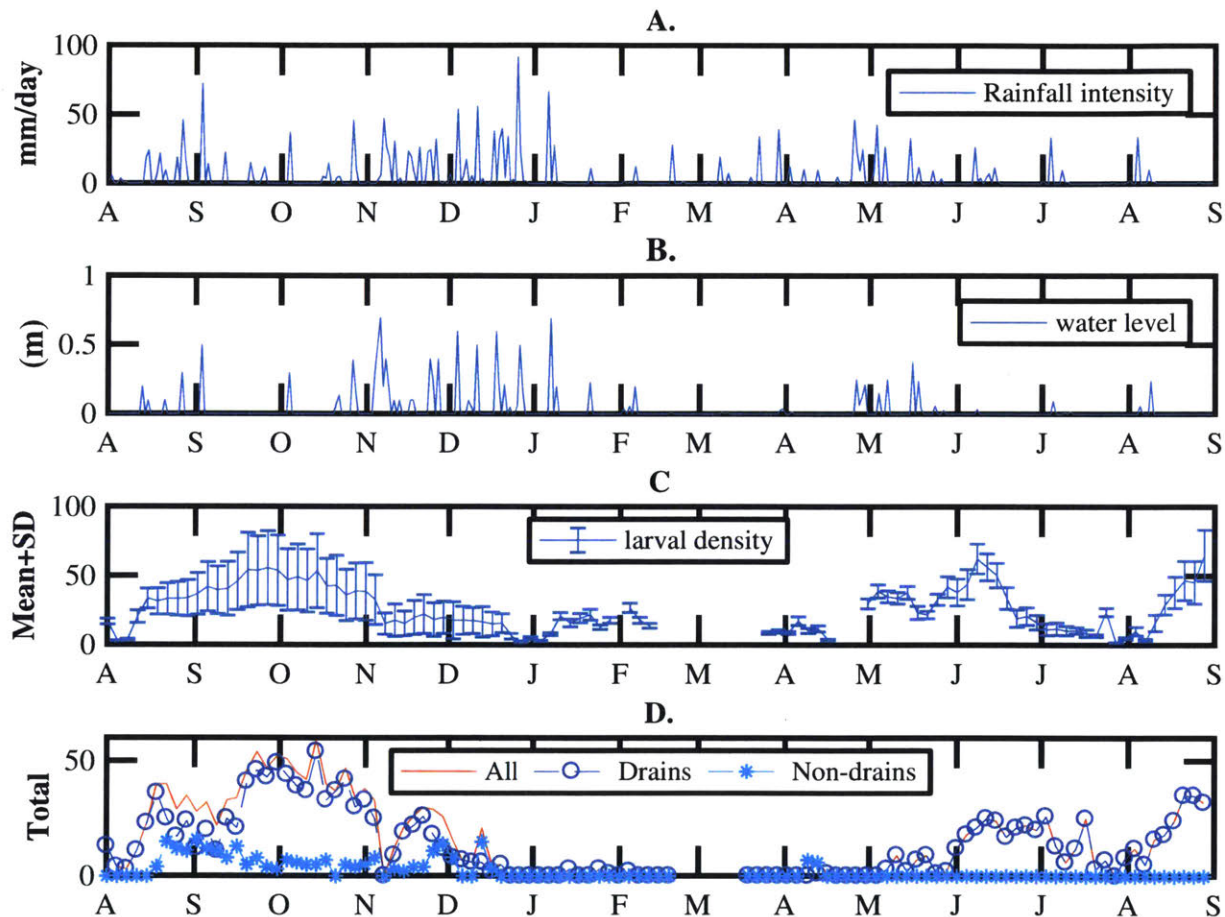 A.
100
50
0
mm/day
Rainfall intensity
A S O N D J F M A M J J A S
B.
1
0.5
0
(m)
water level
A S O N D J F M A M J J A S
C
100
50
0
Mean+SD
larval density
A S O N D J F M A M J J A S
D.
50
0
Total
All Drains Non-drains
A S O N D J F M A M J J A S